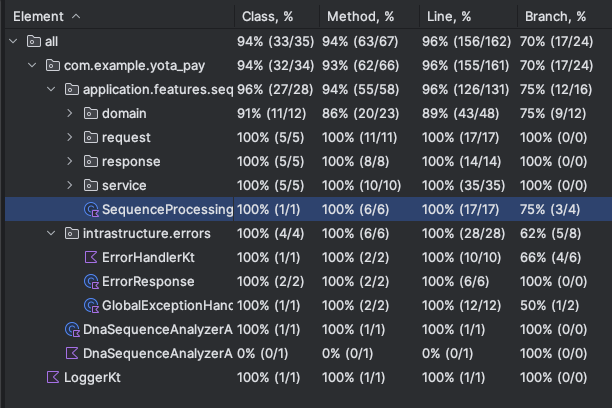 Element Class, % Method, % Line, % Branch, %
all 94% (33/35) 94% (63/67) 96% (156/162) 70% (17/24)
com.example.yota_pay 94% (32/34) 93% (62/66) 96% (155/161) 70% (17/24)
application.features.seq 96% (27/28) 94% (55/58) 96% (126/131) 75% (12/16)
domain 91% (11/12) 86% (20/23) 89% (43/48) 75% (9/12)
request 100% (5/5) 100% (11/11) 100% (17/17) 100% (0/0)
response 100% (5/5) 100% (8/8) 100% (14/14) 100% (0/0)
service 100% (5/5) 100% (10/10) 100% (35/35) 100% (0/0)
SequenceProcessing 100% (1/1) 100% (6/6) 100% (17/17) 75% (3/4)
intrastructure.errors 100% (4/4) 100% (6/6) 100% (28/28) 62% (5/8)
ErrorHandlerKt 100% (1/1) 100% (2/2) 100% (10/10) 66% (4/6)
ErrorResponse 100% (2/2) 100% (2/2) 100% (6/6) 100% (0/0)
GlobalExceptionHand 100% (1/1) 100% (2/2) 100% (12/12) 50% (1/2)
DnaSequenceAnalyzerA 100% (1/1) 100% (1/1) 100% (1/1) 100% (0/0)
DnaSequenceAnalyzerA 0% (0/1) 0% (0/1) 0% (0/1) 100% (0/0)
LoggerKt 100% (1/1) 100% (1/1) 100% (1/1) 100% (0/0)